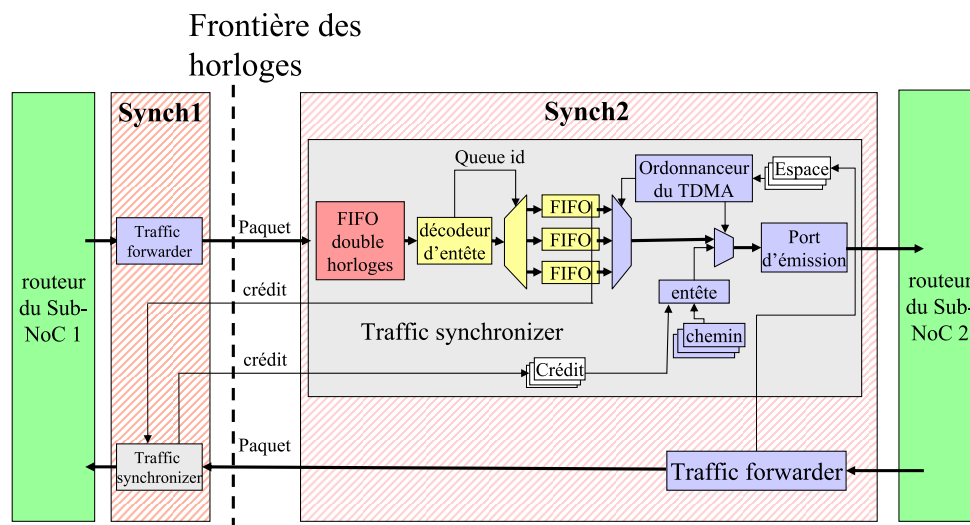 Frontière des
horloges
Synch1
Synch2
Queue id
Ordonnanceur
du TDMA
Espace
Traffic
forwarder
Paquet
FIFO
double
horloges
décodeur
d'entête
FIFO
FIFO
FIFO
Port
d'émission
routeur
du Sub-
NoC 1
routeur
du Sub-
NoC 2
crédit
entête
Traffic synchronizer
chemin
crédit
Crédit
Paquet
Traffic
synchronizer
Traffic forwarder